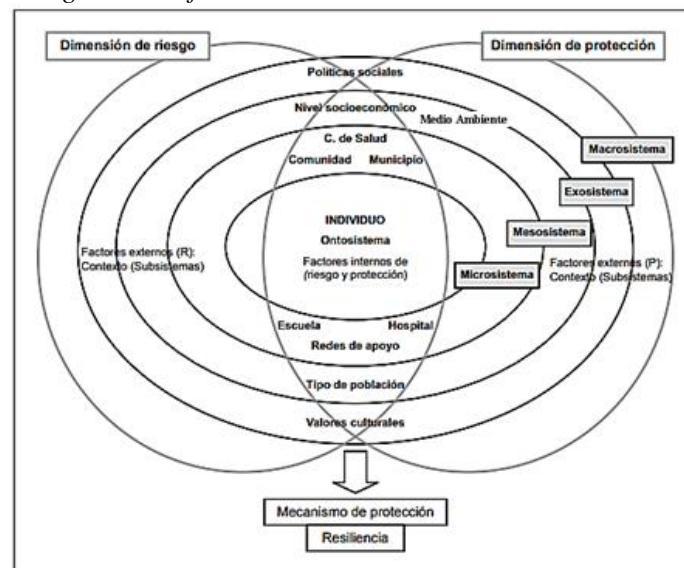 Dimensión de riesgo
Dimensión de protección
Políticas sociales
Nivel socioeconómico
Medio Ambiente
C. de Salud
Macrosistema
Comunidad Municipio
Exosistema
INDIVIDUO
Ontosistema
Mesosistema
Factores externos (R):
Contexto (Subsistemas)
Factores internos de
(riesgo y protección)
Microsistema
Factores externos (P):
Contexto (Subsistemas)
Escuela Hospital
Redes de apoyo
Tipo de población
Valores culturales
Mecanismo de protección
Resiliencia